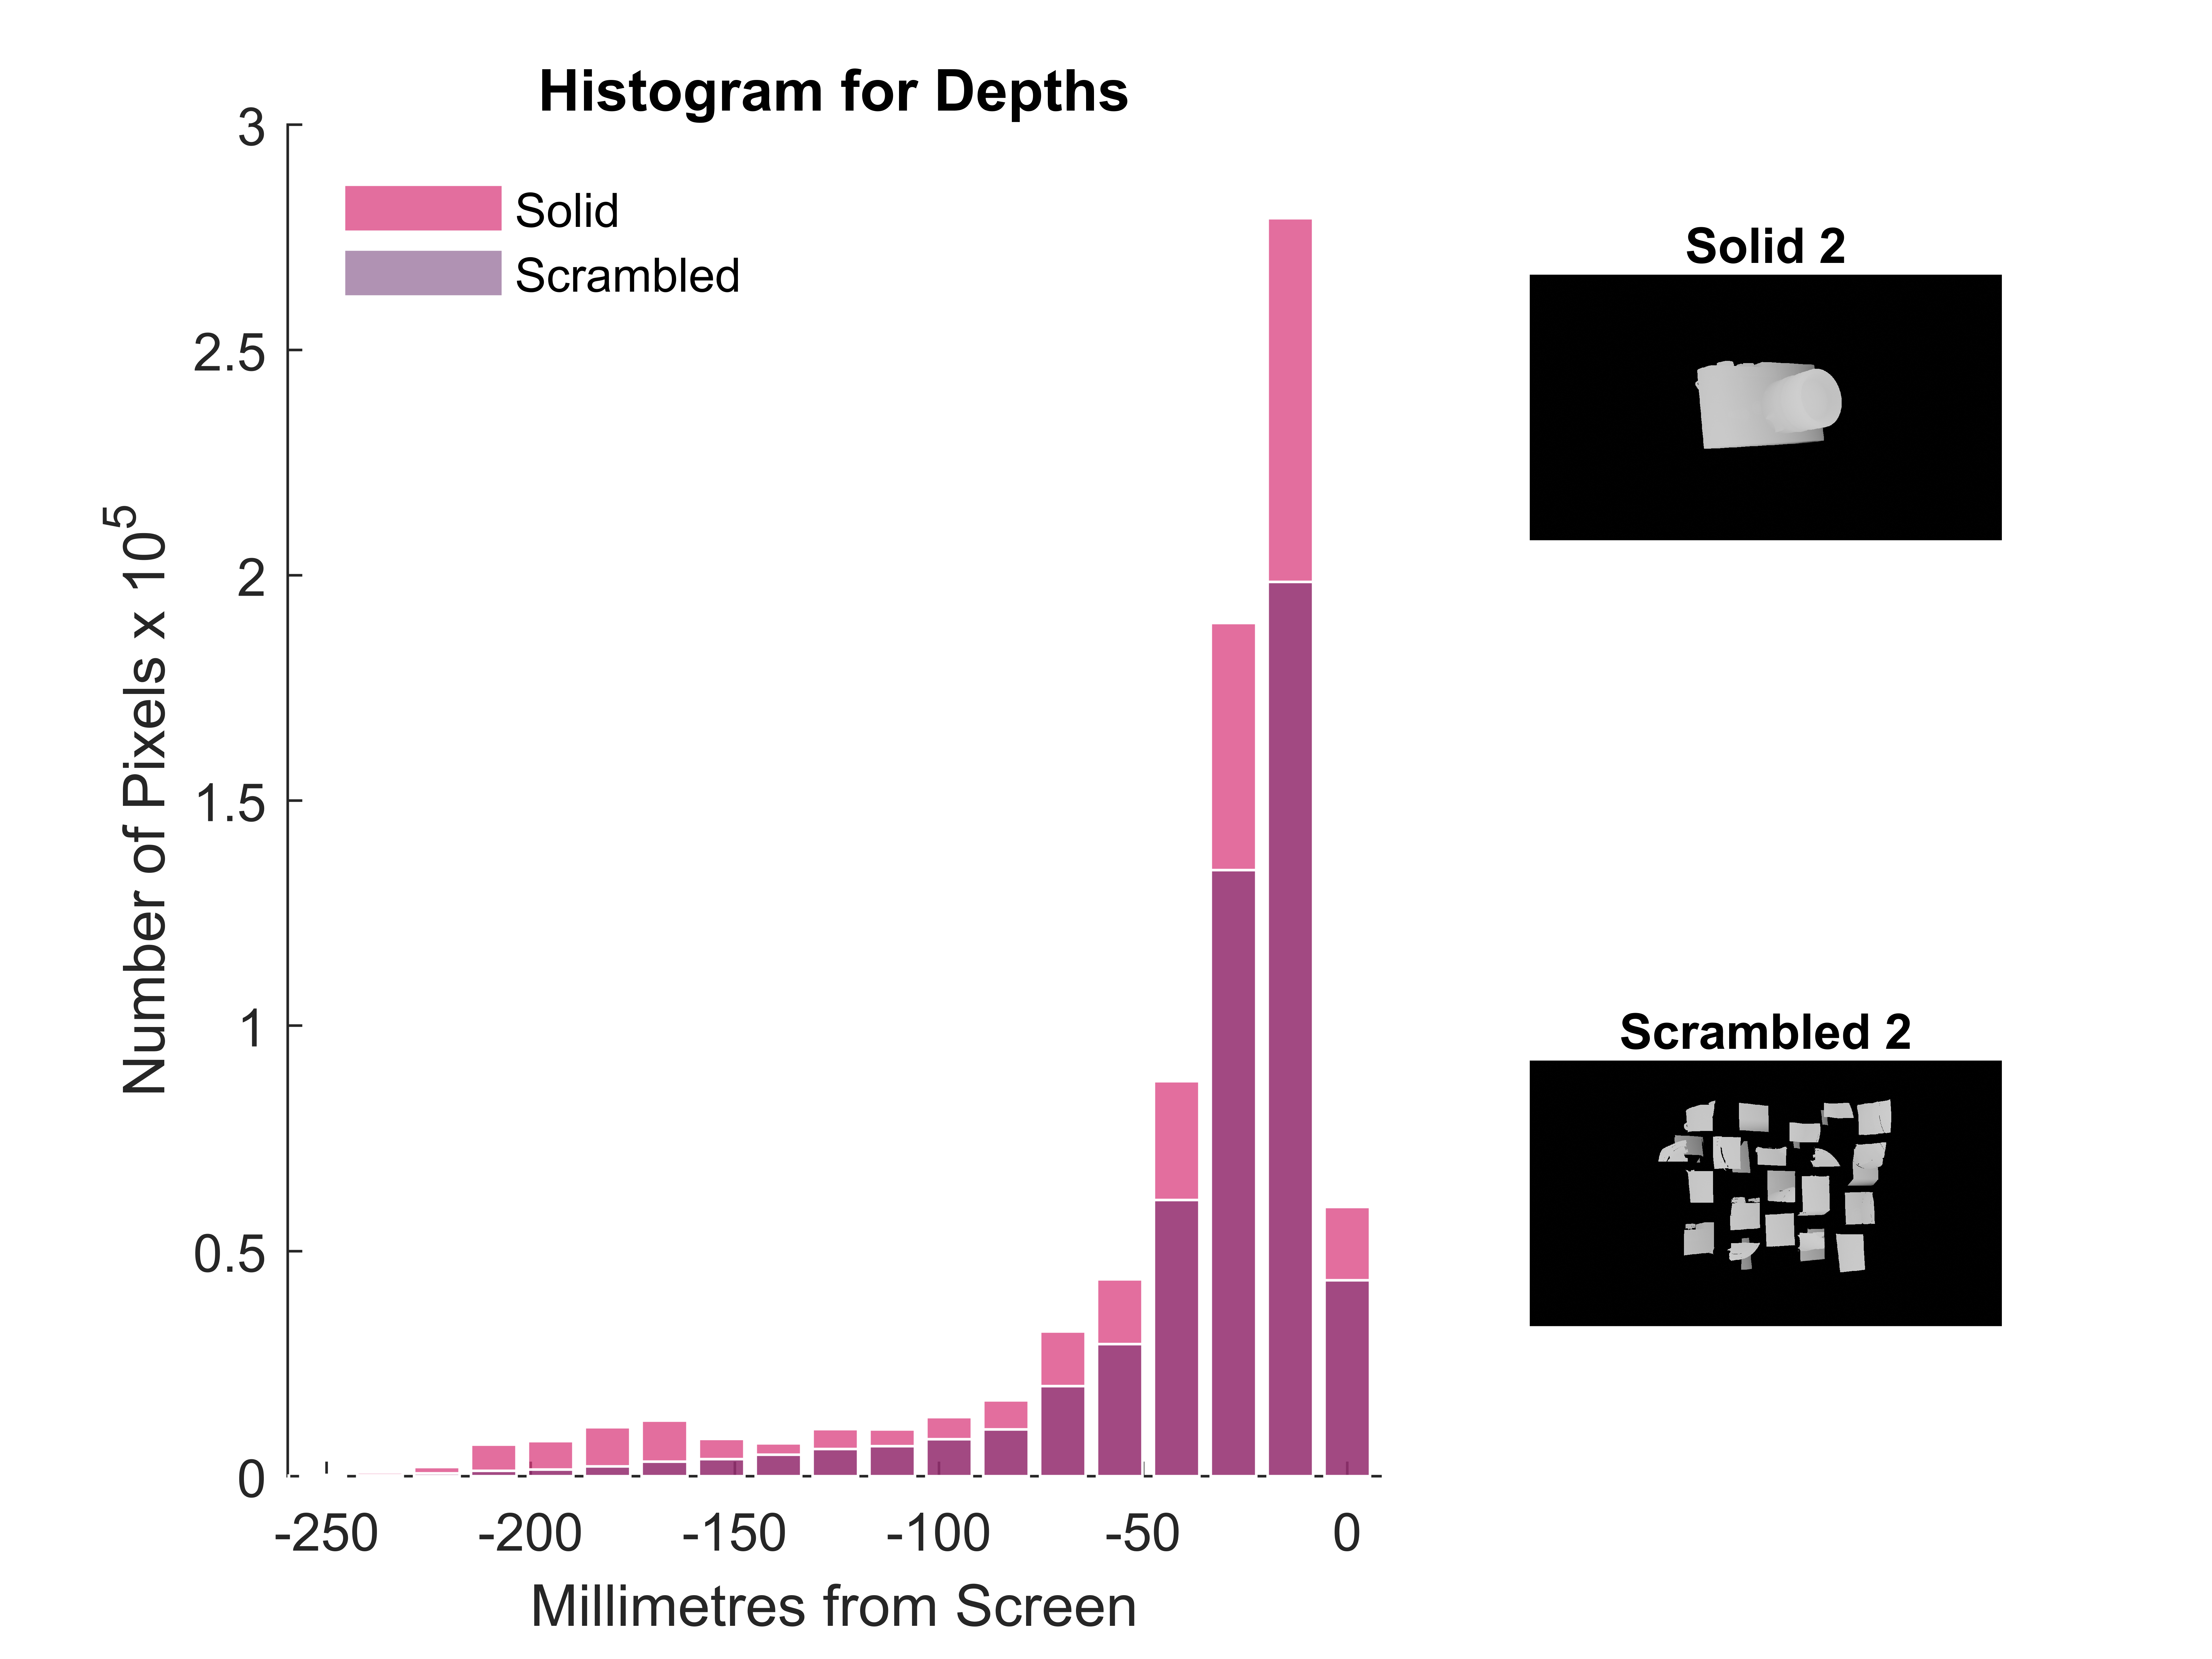 Histogram for Depths
3
2.5
2
1.5
1
0.5
0
Number of Pixels x 10^5
Solid
Scrambled
-250 -200 -150 -100 -50 0
Millimetres from Screen
Solid 2
Scrambled 2